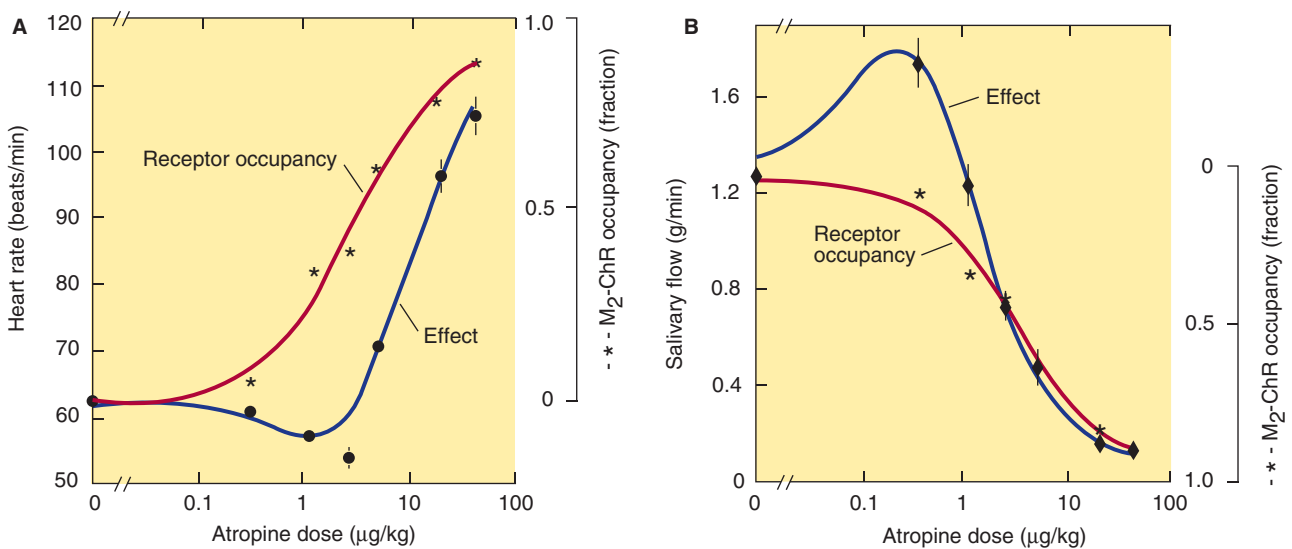 A
120
110
100
90
80
70
60
50
Heart rate (beats/min)
Receptor occupancy
Effect
0
0.1
1
10
100
Atropine dose (μg/kg)
1.0
0.5
0
- * - M2-ChR occupancy (fraction)
B
1.6
1.2
0.8
0.4
0
Salivary flow (g/min)
Effect
Receptor
occupancy
0
0.1
1
10
100
Atropine dose (μg/kg)
0
0.5
1.0
- * - M2-ChR occupancy (fraction)